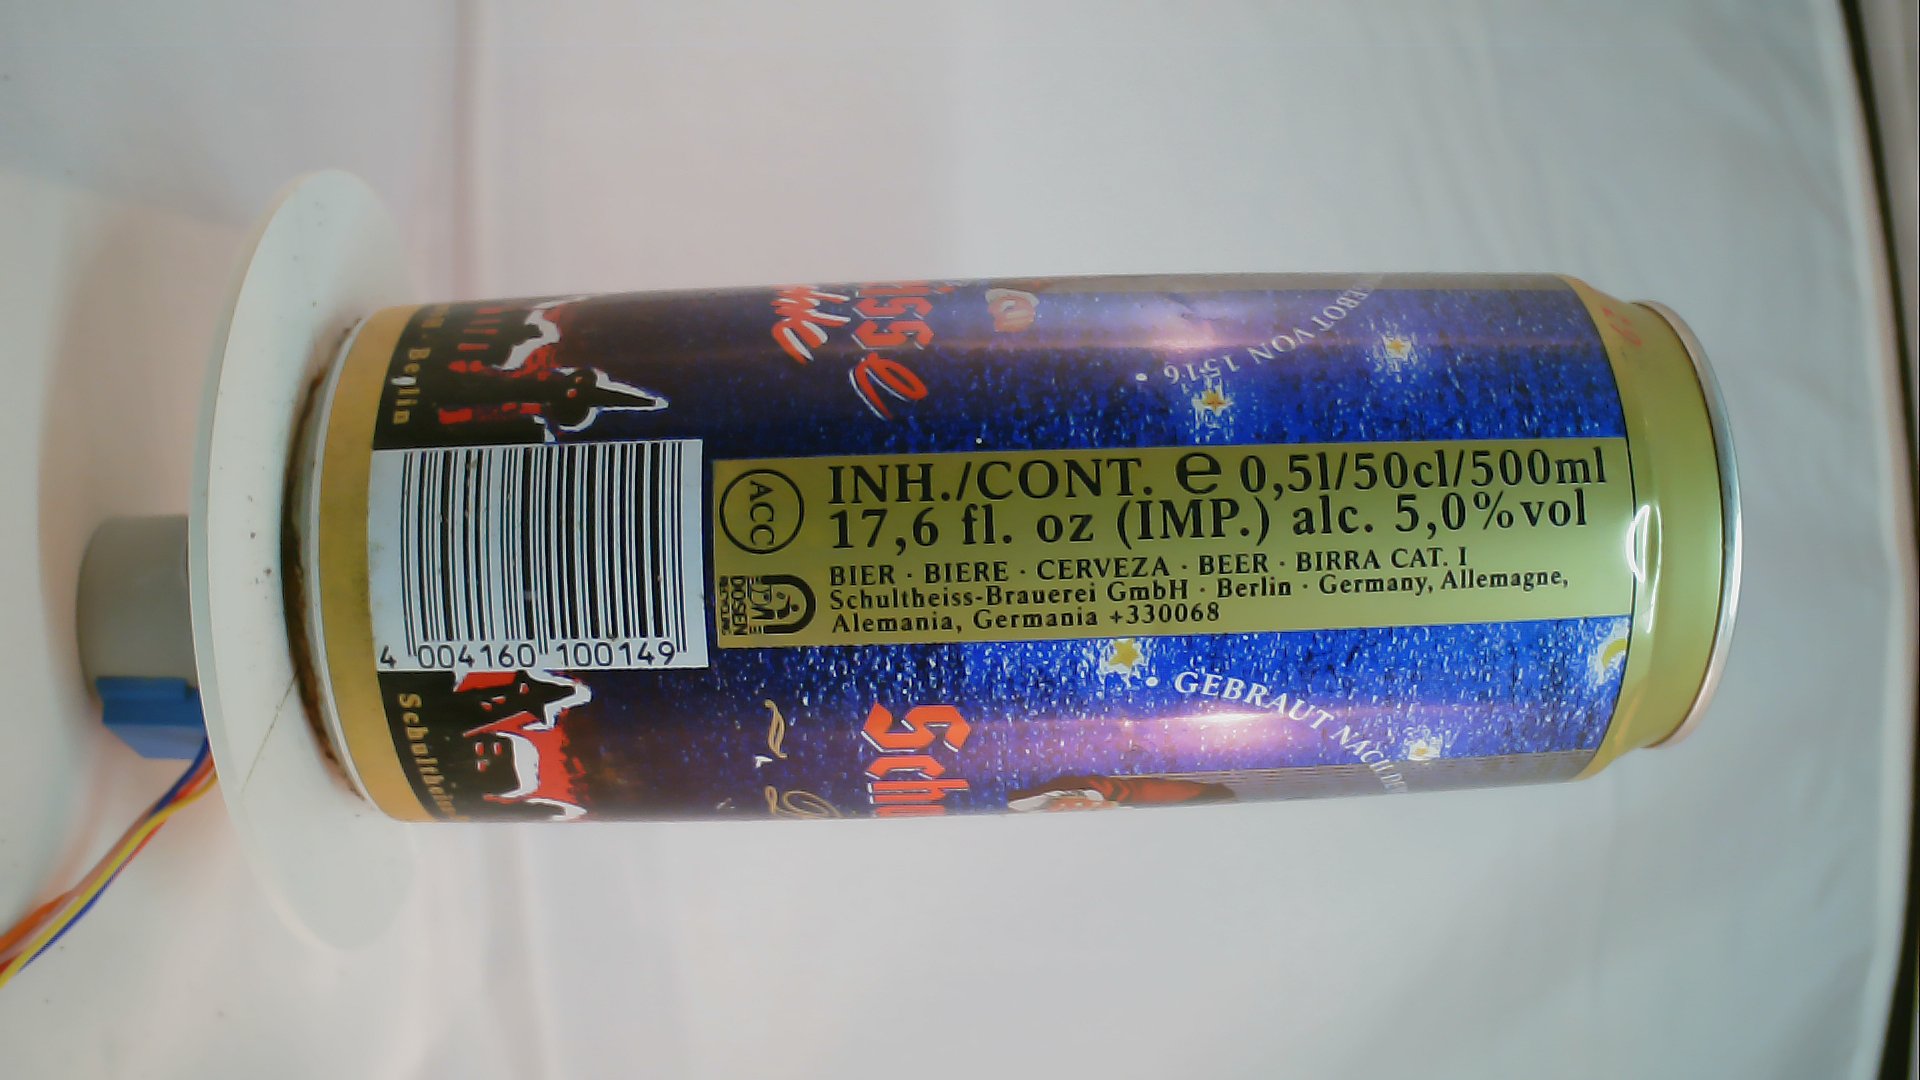 INH./CONT. ℮ 0,5l/50cl/500ml
17,6 fl. oz (IMP.) alc. 5,0% vol
BIER · BIERE · CERVEZA · BEER · BIRRA CAT. I
Schultheiss-Brauerei GmbH · Berlin · Germany, Allemagne,
Alemania, Germania +330068
ACC
DOSEN
4 004160 100149
GEBOT VON 1516 •
• GEBRAUT NACH
Berlin
Schultheiss